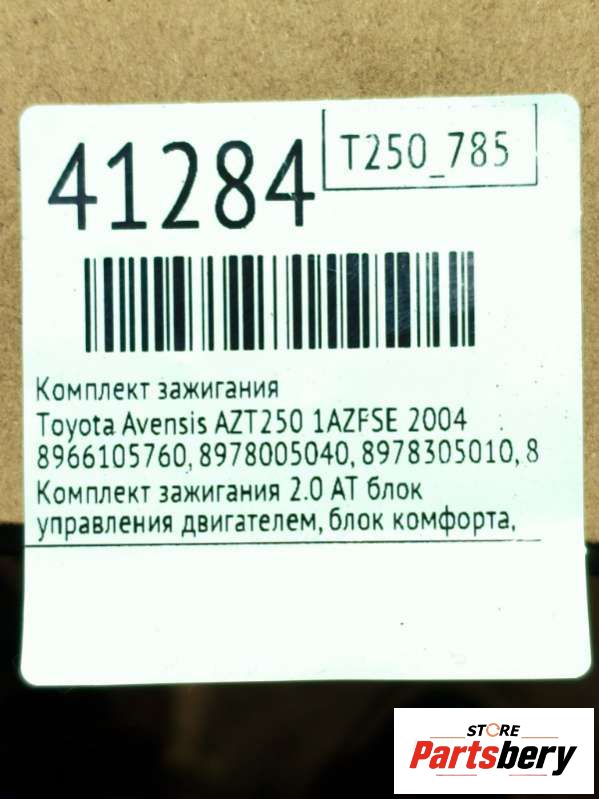 41284
T250_785
Комплект зажигания
Toyota Avensis AZT250 1AZFSE 2004
8966105760, 8978005040, 8978305010, 8
Комплект зажигания 2.0 AT блок
управления двигателем, блок комфорта,
STORE
Partsbery